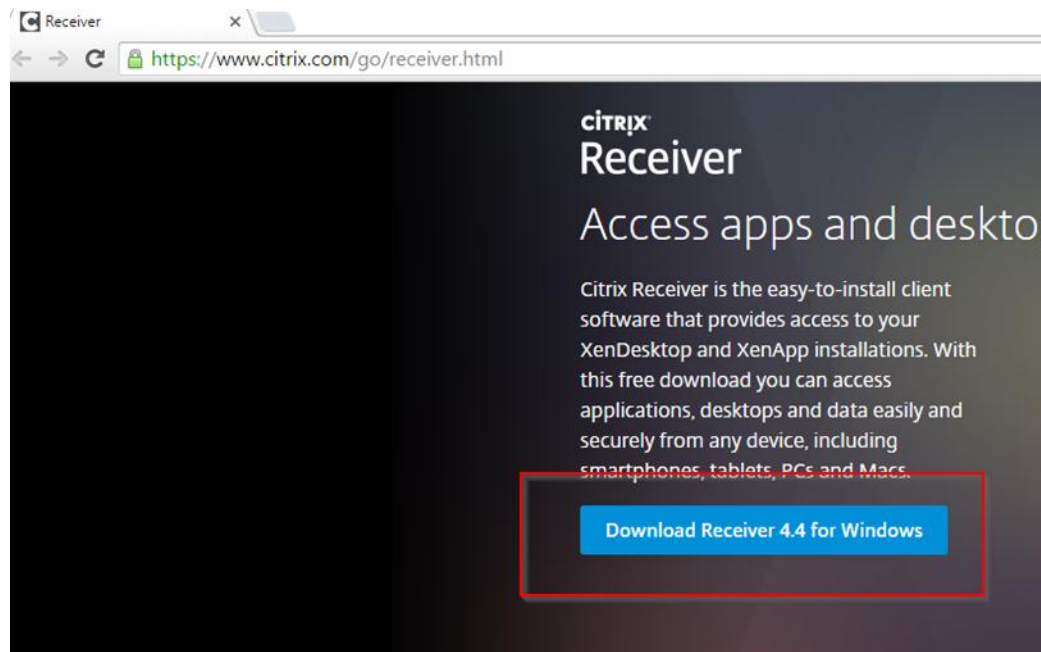 Receiver
https://www.citrix.com/go/receiver.html
CİTRIX
Receiver
Access apps and deskto
Citrix Receiver is the easy-to-install client
software that provides access to your
XenDesktop and XenApp installations. With
this free download you can access
applications, desktops and data easily and
securely from any device, including
smartphones, tablets, PCs and Macs.
Download Receiver 4.4 for Windows